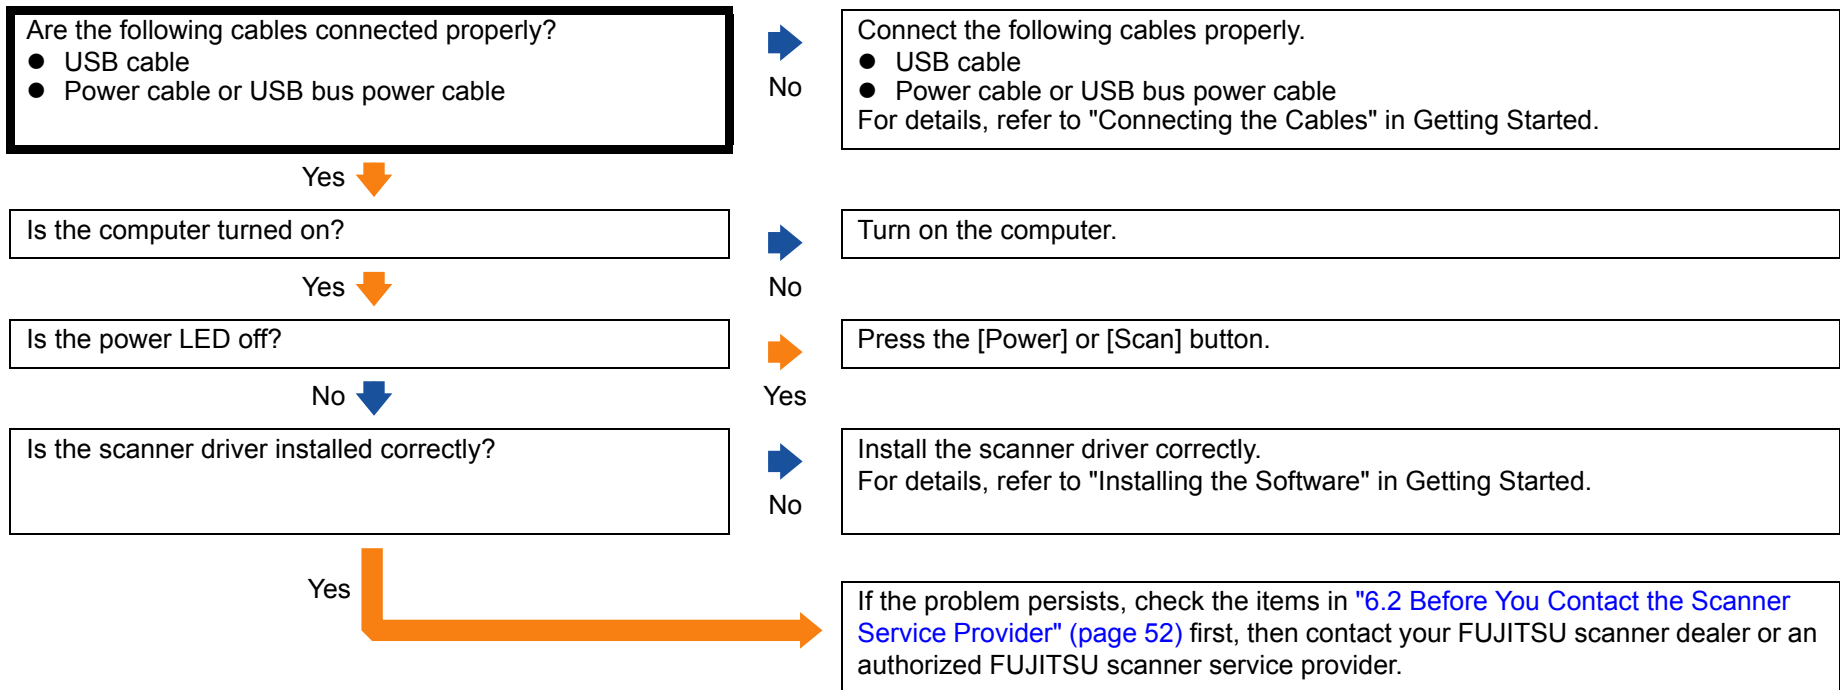 Are the following cables connected properly?
● USB cable
● Power cable or USB bus power cable
No
Connect the following cables properly.
● USB cable
● Power cable or USB bus power cable
For details, refer to "Connecting the Cables" in Getting Started.
Yes
Is the computer turned on?
No
Turn on the computer.
Yes
Is the power LED off?
Yes
Press the [Power] or [Scan] button.
No
Is the scanner driver installed correctly?
No
Install the scanner driver correctly.
For details, refer to "Installing the Software" in Getting Started.
Yes
If the problem persists, check the items in "6.2 Before You Contact the Scanner
Service Provider" (page 52) first, then contact your FUJITSU scanner dealer or an
authorized FUJITSU scanner service provider.